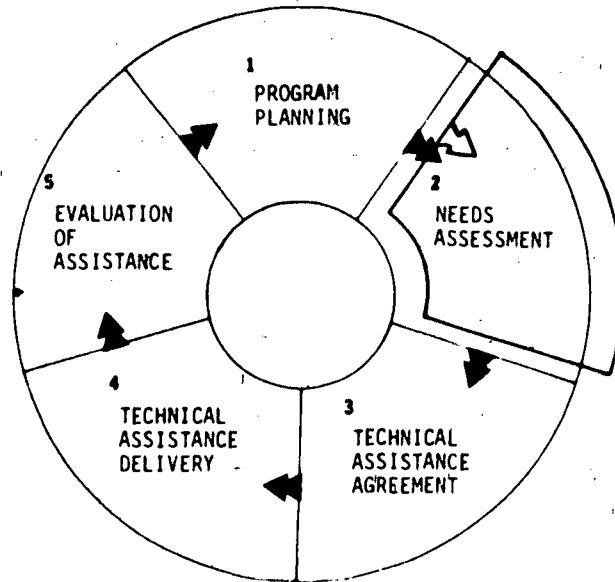 1
PROGRAM
PLANNING
2
NEEDS
ASSESSMENT
3
TECHNICAL
ASSISTANCE
AGREEMENT
4
TECHNICAL
ASSISTANCE
DELIVERY
5
EVALUATION
OF
ASSISTANCE